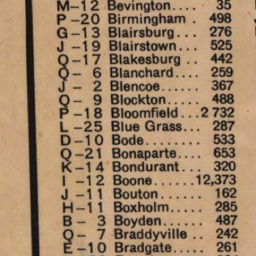 M-12 Bevington.... 35
P-20 Birmingham . 498
G-13 Blairsburg... 276
J-19 Blairstown... 525
Q-17 Blakesburg .. 442
Q- 6 Blanchard.... 259
J- 2 Blencoe...... 367
Q- 9 Blockton..... 488
P-18 Bloomfield...2 732
L-25 Blue Grass... 287
D-10 Bode......... 533
Q-21 Bonaparte.... 653
K-14 Bondurant... 320
I-12 Boone......12,373
J-11 Bouton....... 162
H-11 Boxholm...... 285
B- 3 Boyden....... 487
Q- 7 Braddyville .. 242
E-10 Bradgate..... 261